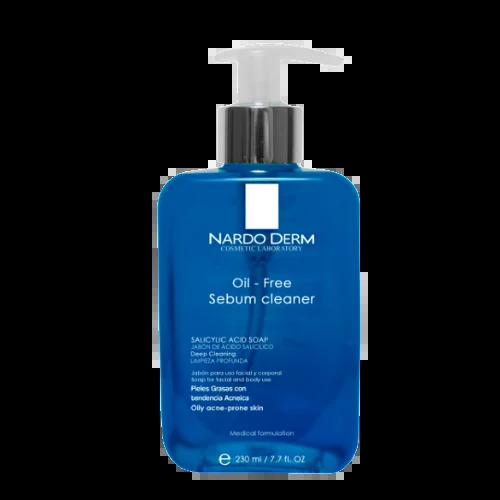 NARDO DERM
COSMETIC LABORATORY
Oil - Free
Sebum cleaner
SALICYLIC ACID SOAP
JABÓN DE ÁCIDO SALICÍLICO
Deep Cleaning
LIMPIEZA PROFUNDA
Jabón para uso facial y corporal
Soap for facial and body use
Pieles Grasas con
tendencia Acneica
Oily acne-prone skin
Medical formulation
e 230 ml / 7.7 fl. OZ